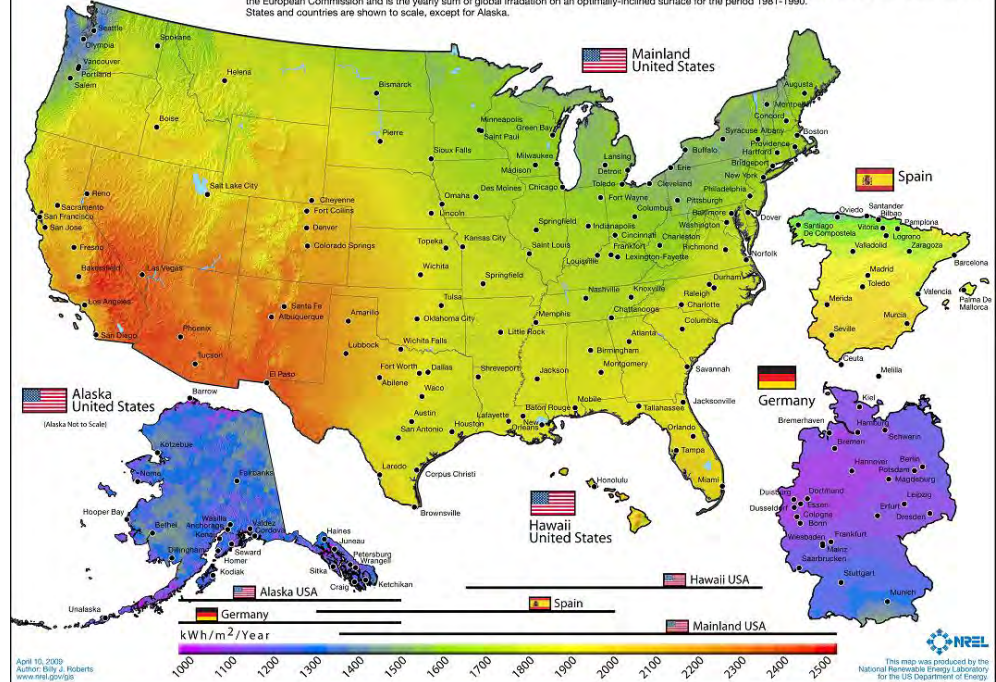 the European Commission and is the yearly sum of global irradation on an optimally-inclined surface for the period 1981-1990.
States and countries are shown to scale, except for Alaska.
Mainland
United States
Seattle
Olympia
Spokane
Vancouver
Portland
Salem
Helena
Bismarck
Boise
Pierre
Minneapolis
Saint Paul
Green Bay
Sioux Falls
Milwaukee
Madison
Lansing
Detroit
Buffalo
Syracuse
Albany
Augusta
Montpelier
Concord
Boston
Providence
Hartford
Bridgeport
New York
Erie
Reno
Sacramento
San Francisco
San Jose
Fresno
Bakersfield
Las Vegas
Los Angeles
San Diego
Salt Lake City
Cheyenne
Fort Collins
Denver
Colorado Springs
Omaha
Lincoln
Des Moines
Chicago
Toledo
Cleveland
Fort Wayne
Pittsburgh
Philadelphia
Columbus
Baltimore
Dover
Washington
Springfield
Indianapolis
Cincinnati
Charleston
Richmond
Topeka
Kansas City
Saint Louis
Frankfort
Louisville
Lexington-Fayette
Norfolk
Wichita
Springfield
Durham
Raleigh
Nashville
Knoxville
Charlotte
Santa Fe
Albuquerque
Amarillo
Tulsa
Oklahoma City
Memphis
Chattanooga
Columbia
Phoenix
Tucson
El Paso
Lubbock
Wichita Falls
Little Rock
Atlanta
Birmingham
Fort Worth
Dallas
Abilene
Shreveport
Jackson
Montgomery
Savannah
Waco
Austin
San Antonio
Houston
Lafayette
Baton Rouge
New
Orleans
Mobile
Tallahassee
Jacksonville
Orlando
Tampa
Miami
Laredo
Corpus Christi
Brownsville
Spain
Oviedo
Santander
Bilbao
Pamplona
Santiago
De Compostela
Vitoria
Logrono
Valladolid
Zaragoza
Barcelona
Madrid
Toledo
Valencia
Palma De
Mallorca
Merida
Murcia
Seville
Ceuta
Melilla
Germany
Kiel
Bremerhaven
Hamburg
Schwerin
Bremen
Hannover
Berlin
Potsdam
Magdsburg
Duisburg
Dortmund
Essen
Dusseldorf
Cologne
Bonn
Leipzig
Erfurt
Dresden
Wiesbaden
Frankfurt
Mainz
Saarbrucken
Stuttgart
Munich
Alaska
United States
(Alaska Not to Scale)
Barrow
Kotzebue
Nome
Fairbanks
Hooper Bay
Bethel
Wasilla
Anchorage
Kenai
Valdez
Cordova
Dillingham
Seward
Homer
Kodiak
Unalaska
Haines
Juneau
Petersburg
Wrangell
Sitka
Craig
Ketchikan
Honolulu
Hawaii
United States
Alaska USA
Hawaii USA
Germany
Spain
Mainland USA
kWh/m2/Year
1000 1100 1200 1300 1400 1500 1600 1700 1800 1900 2000 2100 2200 2300 2400 2500
April 10, 2009
Author: Billy J. Roberts
www.nrel.gov/gis
NREL
This map was produced by the
National Renewable Energy Laboratory
for the US Department of Energy.